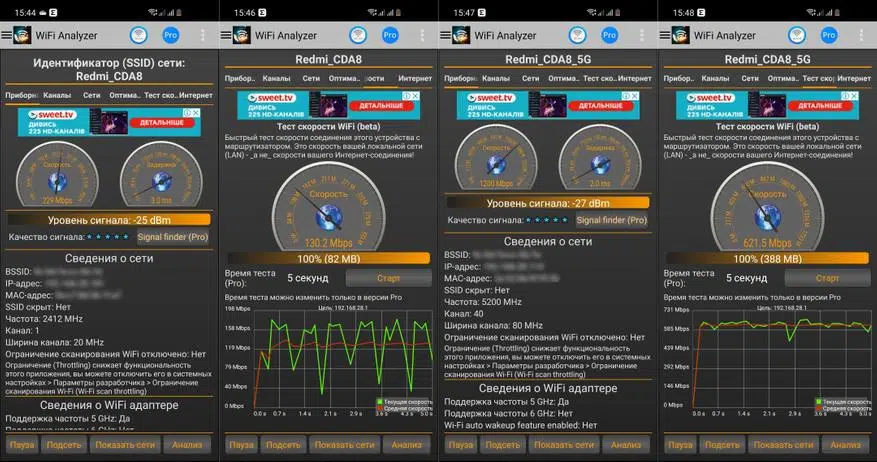 15:44
WiFi Analyzer
Pro
Идентификатор (SSID) сети:
Redmi_CDA8
Каналы Сети Оптима.. Тест ско.. Интернет
sweet.tv
ДИВИСЬ
225 HD-КАНАЛІВ
ДЕТАЛЬНІШЕ
Скорость
229 Mbps
Задержка
3.0 ms
Уровень сигнала: -25 dBm
Качество сигнала: ★★★★★ Signal finder (Pro)
Сведения о сети
BSSID:
IP-адрес:
MAC-адрес:
SSID скрыт: Нет
Частота: 2412 MHz
Канал: 1
Ширина канала: 20 MHz
Ограничение сканирования WiFi отключено: Нет
Ограничение (Throttling) снижает функциональность
этого приложения, вы можете отключить его в системных
настройках > Параметры разработчика > Ограничение
сканирования Wi-Fi (Wi-Fi scan throttling)
Сведения о WiFi адаптере
Поддержка частоты 5 GHz: Да
Пауза Подсеть Показать сети Анализ
15:46
WiFi Analyzer
Pro
Redmi_CDA8
Прибор.. Каналы Сети Оптима.. Интернет
sweet.tv
ДИВИСЬ
225 HD-КАНАЛІВ
ДЕТАЛЬНІШЕ
Тест скорости WiFi (beta)
Быстрый тест скорости соединения этого устройства с
маршрутизатором. Это скорость вашей локальной сети
(LAN) - _а не_ скорости вашего Интернет-соединения!
Скорость
130.2 Mbps
100% (82 MB)
Время теста
(Pro):
5 секунд
Старт
Время теста можно изменить только в версии Pro
Цель: 192.168.28.1
198 Mbps
158 Mbps
119 Mbps
79 Mbps
40 Mbps
0 Mbps
0.0 s 0.7 s 1.4 s 2.1 s 2.9 s 3.6 s 4.3 s 5.0 s
Текущая скорость
Средняя скорость
Пауза Подсеть Показать сети Анализ
15:47
WiFi Analyzer
Pro
Redmi_CDA8_5G
Каналы Сети Оптима.. Тест ско.. Интернет
sweet.tv
ДИВИСЬ
225 HD-КАНАЛІВ
ДЕТАЛЬНІШЕ
Скорость
1200 Mbps
Задержка
2.0 ms
Уровень сигнала: -27 dBm
Качество сигнала: ★★★★★ Signal finder (Pro)
Сведения о сети
BSSID:
IP-адрес:
MAC-адрес:
SSID скрыт: Нет
Частота: 5200 MHz
Канал: 40
Ширина канала: 80 MHz
Ограничение сканирования WiFi отключено: Нет
Ограничение (Throttling) снижает функциональность
этого приложения, вы можете отключить его в системных
настройках > Параметры разработчика > Ограничение
сканирования Wi-Fi (Wi-Fi scan throttling)
Сведения о WiFi адаптере
Поддержка частоты 5 GHz: Да
Поддержка частоты 6 GHz: Нет
Wi-Fi auto wakeup feature enabled: Нет
Пауза Подсеть Показать сети Анализ
15:48
WiFi Analyzer
Pro
Redmi_CDA8_5G
Прибор.. Каналы Сети Оптима.. Интернет
sweet.tv
ДИВИСЬ
225 HD-КАНАЛІВ
ДЕТАЛЬНІШЕ
Тест скорости WiFi (beta)
Быстрый тест скорости соединения этого устройства с
маршрутизатором. Это скорость вашей локальной сети
(LAN) - _а не_ скорости вашего Интернет-соединения!
Скорость
621.5 Mbps
100% (388 MB)
Время теста
(Pro):
5 секунд
Старт
Время теста можно изменить только в версии Pro
Цель: 192.168.28.1
731 Mbps
585 Mbps
439 Mbps
292 Mbps
146 Mbps
0 Mbps
0.0 s 0.7 s 1.4 s 2.1 s 2.9 s 3.6 s 4.3 s 5.0 s
Текущая скорость
Средняя скорость
Пауза Подсеть Показать сети Анализ